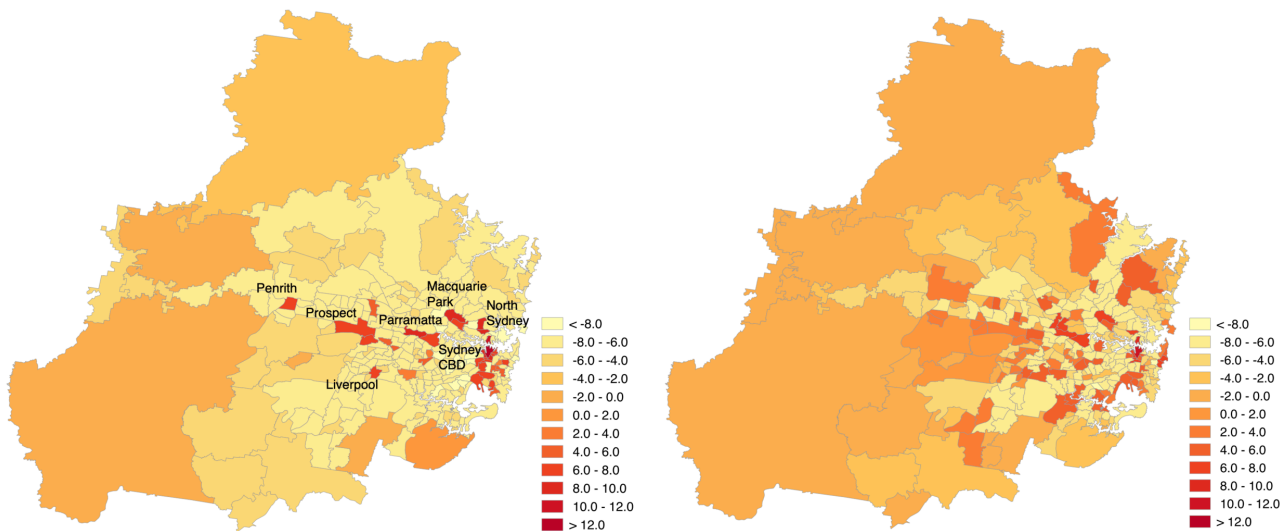 Penrith
Prospect
Parramatta
Macquarie
Park
North
Sydney
Sydney
CBD
Liverpool
< -8.0
-8.0 - -6.0
-6.0 - -4.0
-4.0 - -2.0
-2.0 - 0.0
0.0 - 2.0
2.0 - 4.0
4.0 - 6.0
6.0 - 8.0
8.0 - 10.0
10.0 - 12.0
> 12.0
< -8.0
-8.0 - -6.0
-6.0 - -4.0
-4.0 - -2.0
-2.0 - 0.0
0.0 - 2.0
2.0 - 4.0
4.0 - 6.0
6.0 - 8.0
8.0 - 10.0
10.0 - 12.0
> 12.0